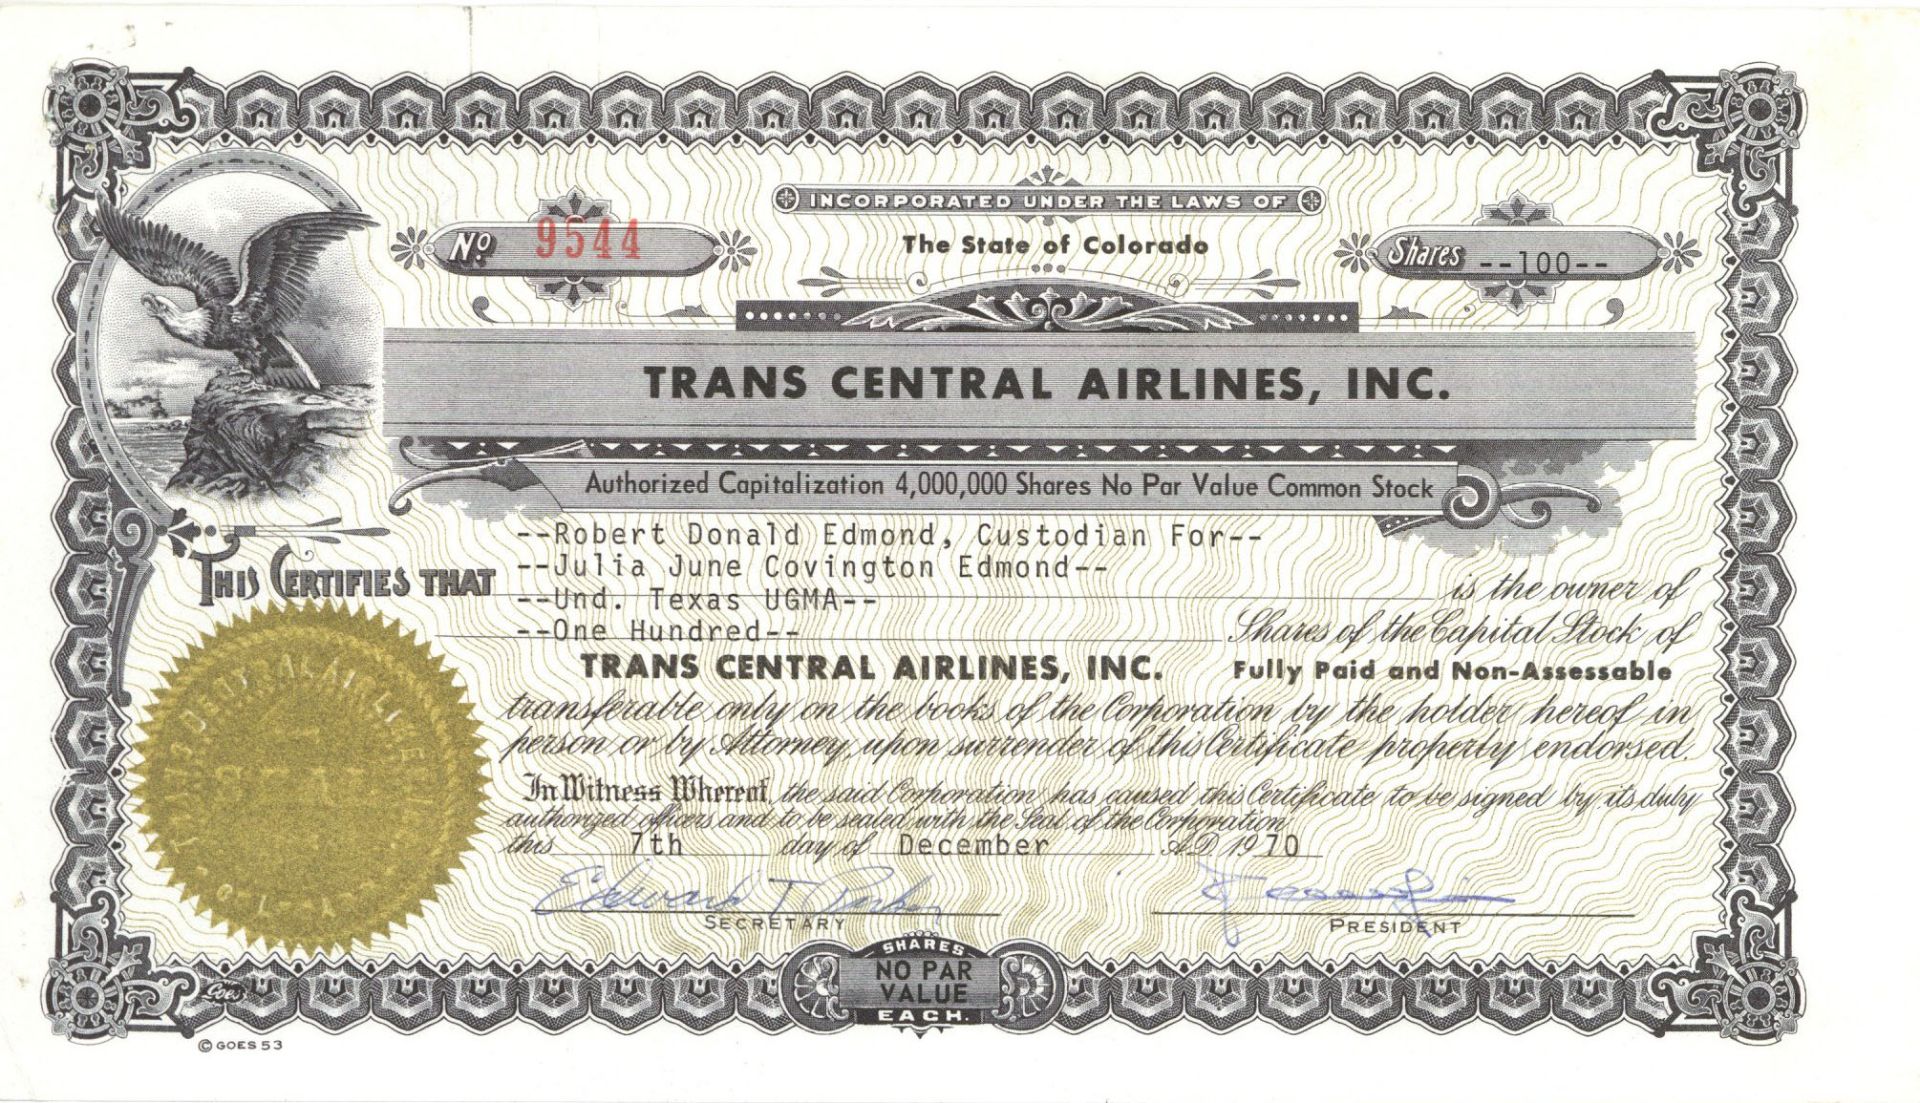 INCORPORATED UNDER THE LAWS OF
No 9544
The State of Colorado
Shares --100--
TRANS CENTRAL AIRLINES, INC.
Authorized Capitalization 4,000,000 Shares No Par Value Common Stock
--Robert Donald Edmond, Custodian For--
--Julia June Covington Edmond--
THIS CERTIFIES THAT --Und. Texas UGMA-- is the owner of
--One Hundred-- Shares of the Capital Stock of
TRANS CENTRAL AIRLINES, INC. Fully Paid and Non-Assessable
transferable only on the books of the Corporation by the holder hereof in
person or by Attorney, upon surrender of this Certificate properly endorsed.
In Witness Whereof, the said Corporation has caused this Certificate to be signed by its duly
authorized officers and to be sealed with the Seal of the Corporation
this 7th day of December A.D. 1970
Edward T
SECRETARY
PRESIDENT
SHARES
NO PAR
VALUE
EACH.
Goes
© GOES 53